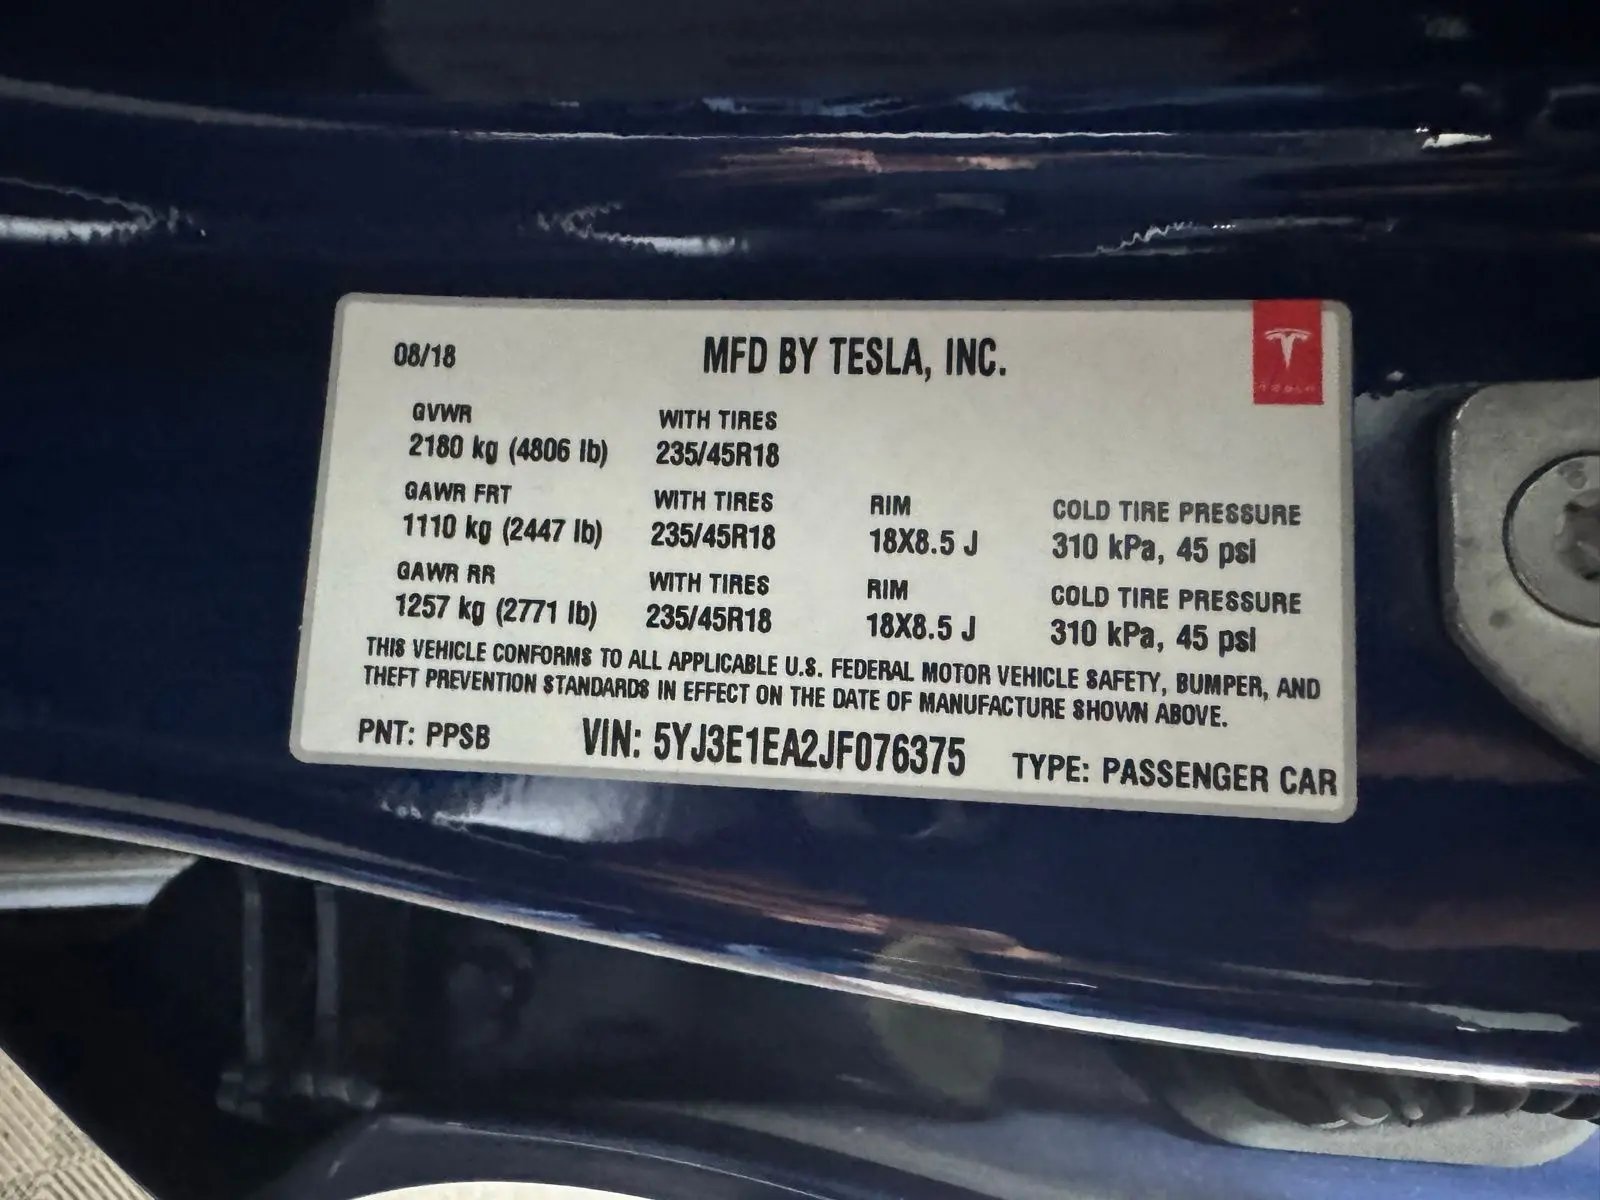 08/18 MFD BY TESLA, INC.
GVWR WITH TIRES
2180 kg (4806 lb) 235/45R18
GAWR FRT WITH TIRES RIM COLD TIRE PRESSURE
1110 kg (2447 lb) 235/45R18 18X8.5 J 310 kPa, 45 psi
GAWR RR WITH TIRES RIM COLD TIRE PRESSURE
1257 kg (2771 lb) 235/45R18 18X8.5 J 310 kPa, 45 psi
THIS VEHICLE CONFORMS TO ALL APPLICABLE U.S. FEDERAL MOTOR VEHICLE SAFETY, BUMPER, AND
THEFT PREVENTION STANDARDS IN EFFECT ON THE DATE OF MANUFACTURE SHOWN ABOVE.
PNT: PPSB VIN: 5YJ3E1EA2JF076375 TYPE: PASSENGER CAR